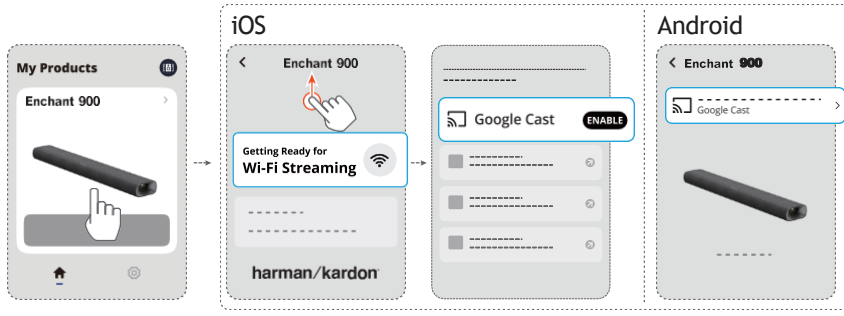 iOS
Android
My Products
Enchant 900
Enchant 900
Getting Ready for
Wi-Fi Streaming
harman/kardon
Google Cast
ENABLE
Enchant 900
Google Cast